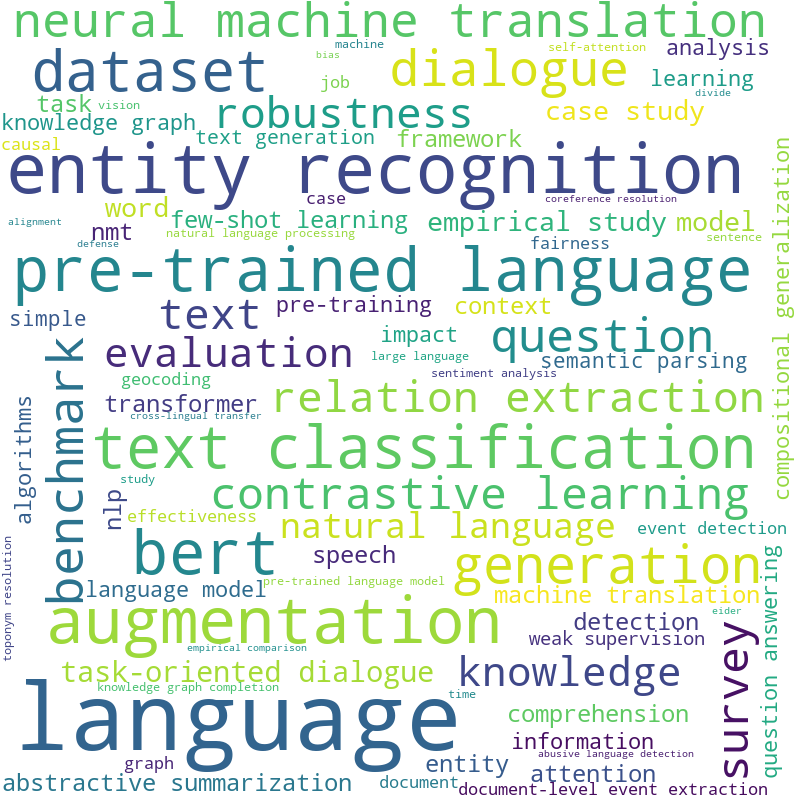 neural machine translation
machine
self-attention
analysis
bias
dataset
dialogue
job
learning
divide
task
vision
robustness
case study
knowledge graph
text generation
framework
causal
entity recognition
case
coreference resolution
word
few-shot learning
empirical study
model
alignment
nmt
natural language processing
fairness
sentence
defense
pre-trained language
compositional generalization
simple
text
pre-training
context
impact
question
evaluation
large language
semantic parsing
geocoding
sentiment analysis
benchmark
transformer
relation extraction
cross-lingual transfer
algorithms
text classification
study
contrastive learning
nlp
effectiveness
natural language
event detection
toponym resolution
bert
speech
generation
question answering
language model
pre-trained language model
machine translation
augmentation
eider
detection
weak supervision
survey
empirical comparison
task-oriented dialogue
knowledge
knowledge graph completion
time
language
comprehension
information
abusive language detection
graph
entity
attention
abstractive summarization
document
document-level event extraction